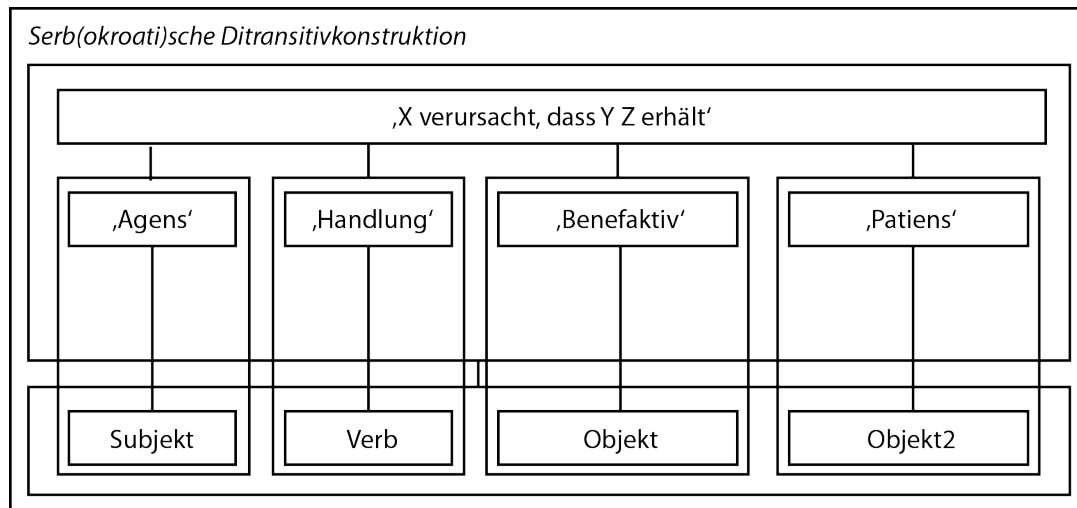 Serb(okroati)sche Ditransitivkonstruktion
‚X verursacht, dass Y Z erhält‘
‚Agens‘ ‚Handlung‘ ‚Benefaktiv‘ ‚Patiens‘
Subjekt Verb Objekt Objekt2